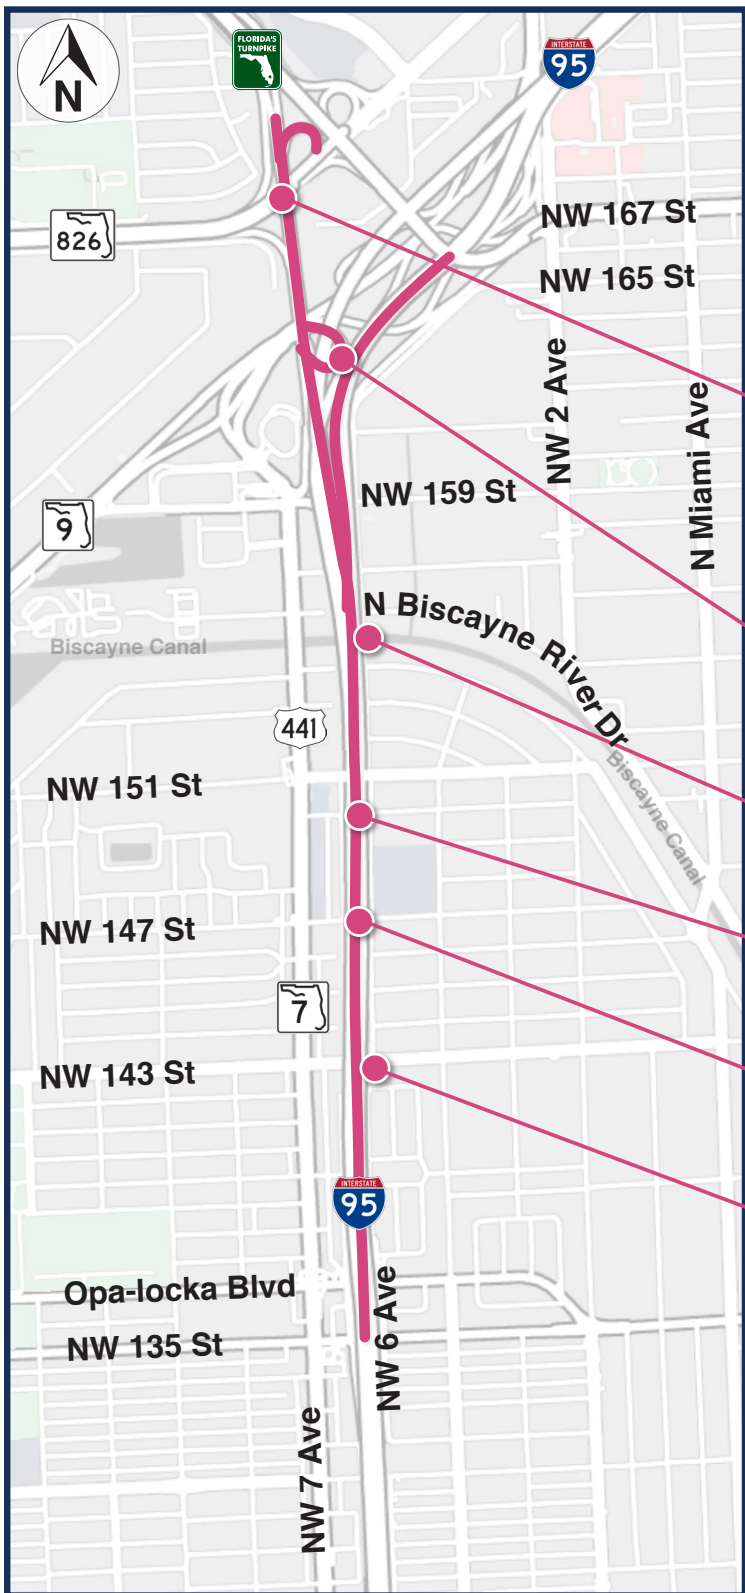 N
FLORIDA'S
TURNPIKE
INTERSTATE
95
826
NW 167 St
NW 165 St
NW 2 Ave
N Miami Ave
NW 159 St
9
N Biscayne River Dr
Biscayne Canal
441
Biscayne Canal
NW 151 St
NW 147 St
7
NW 143 St
INTERSTATE
95
Opa-locka Blvd
NW 6 Ave
NW 135 St
NW 7 Ave